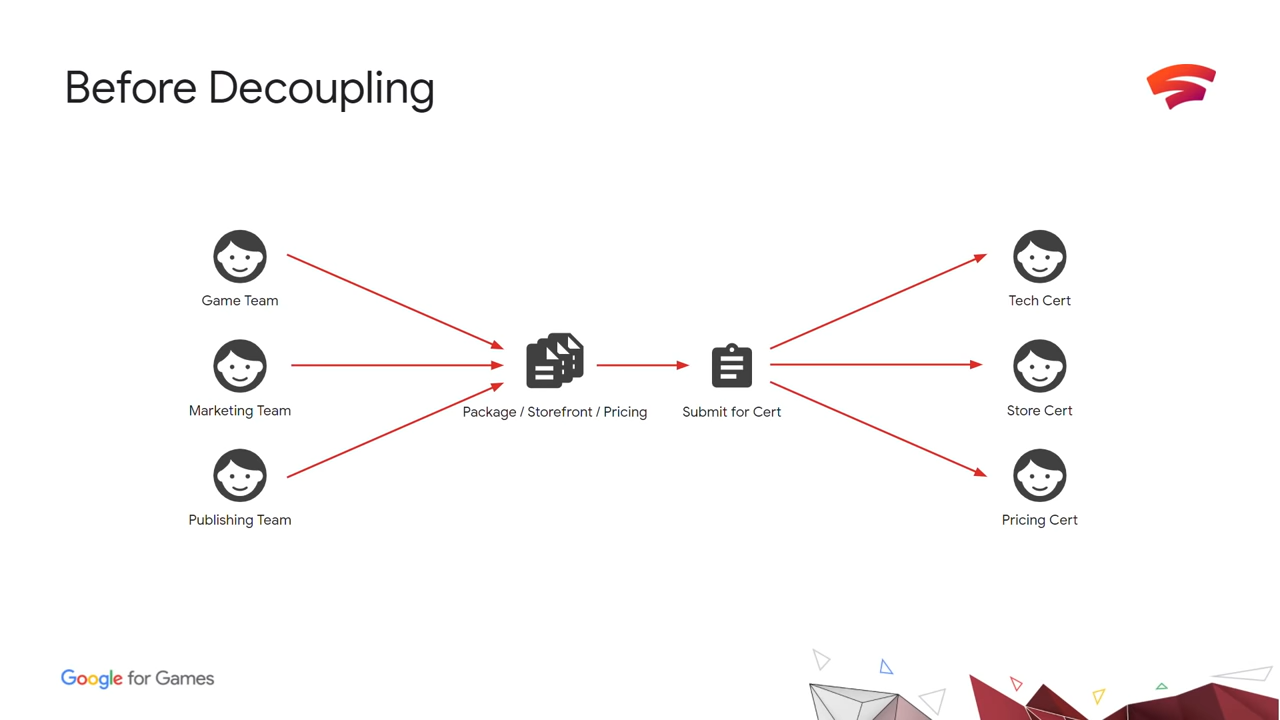 Before Decoupling
Game Team
Marketing Team
Publishing Team
Package / Storefront / Pricing
Submit for Cert
Tech Cert
Store Cert
Pricing Cert
Google for Games